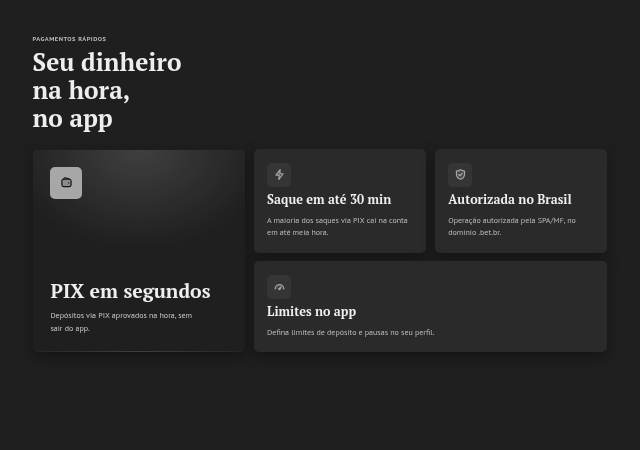 PAGAMENTOS RÁPIDOS
Seu dinheiro
na hora,
no app
PIX em segundos
Depósitos via PIX aprovados na hora, sem
sair do app.
Saque em até 30 min
A maioria dos saques via PIX cai na conta
em até meia hora.
Autorizada no Brasil
Operação autorizada pela SPA/MF, no
domínio .bet.br.
Limites no app
Defina limites de depósito e pausas no seu perfil.